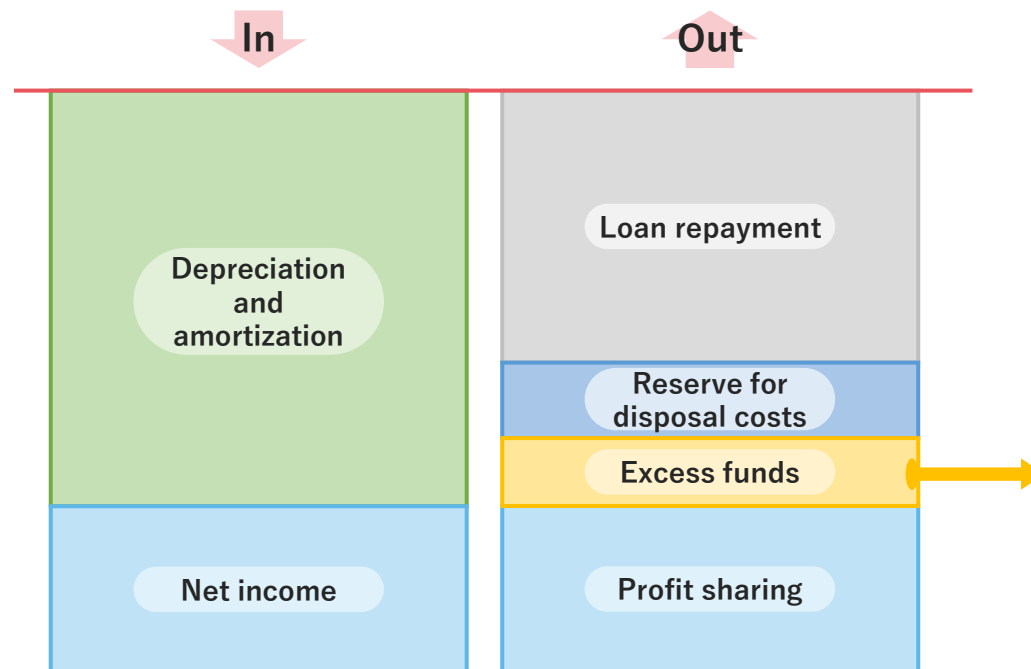 In
Out
Depreciation
and
amortization
Net income
Loan repayment
Reserve for
disposal costs
Excess funds
Profit sharing